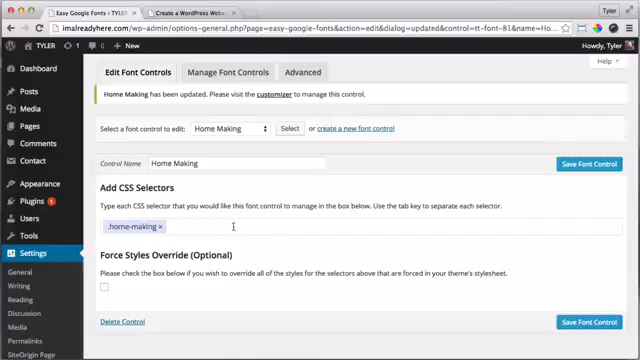 Easy Google Fonts ‹ TYLER
Create a WordPress Webs
Tyler
imalreadyhere.com/wp-admin/options-general.php?page=easy-google-fonts&action=edit&dialog=updated&control=tt-font-81&name=Ho
TYLER
1
0
New
Howdy, Tyler
Help
Dashboard
Posts
Media
Pages
Comments
Contact
Appearance
Plugins 1
Users
Tools
Settings
General
Writing
Reading
Discussion
Media
Permalinks
SiteOrigin Page
Edit Font Controls
Manage Font Controls
Advanced
Home Making has been updated. Please visit the customizer to manage this control.
Select a font control to edit:
Home Making
Select
or create a new font control
Control Name
Home Making
Save Font Control
Add CSS Selectors
Type each CSS selector that you would like this font control to manage in the box below. Use the tab key to separate each selector.
.home-making ×
Force Styles Override (Optional)
Please check the box below if you wish to override all of the styles for the selectors above that are forced in your theme's stylesheet.
Delete Control
Save Font Control